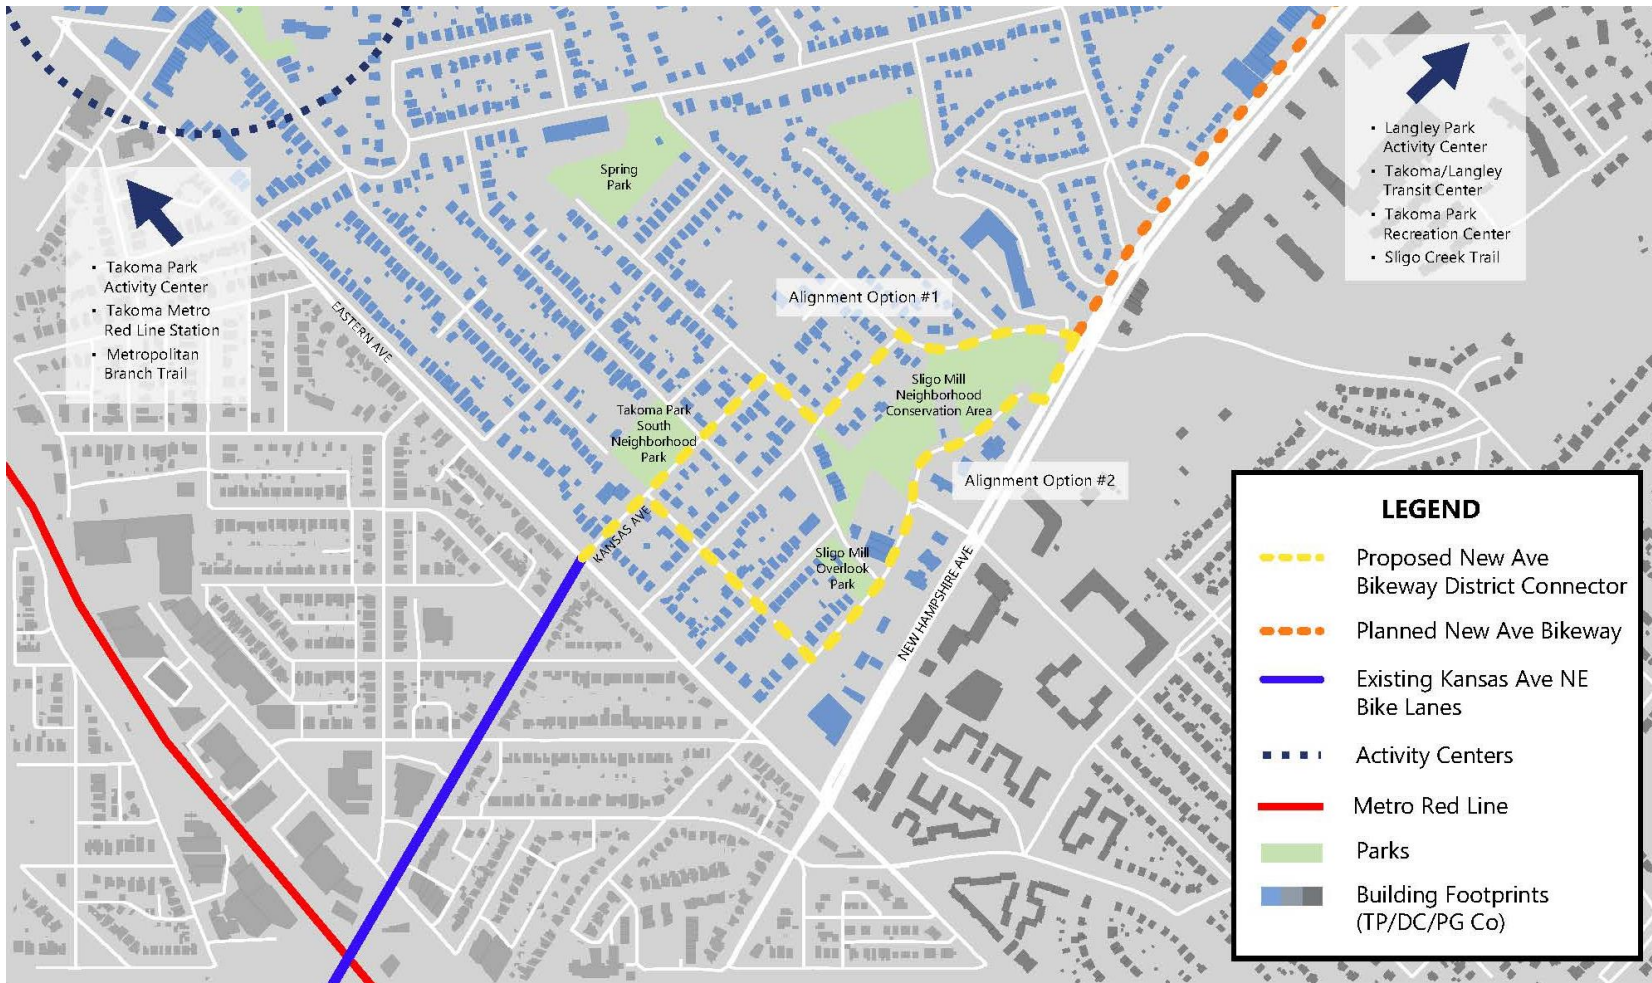 Spring
Park
▪ Langley Park
Activity Center
▪ Takoma/Langley
Transit Center
▪ Takoma Park
Recreation Center
▪ Sligo Creek Trail
▪ Takoma Park
Activity Center
▪ Takoma Metro
Red Line Station
▪ Metropolitan
Branch Trail
EASTERN AVE
Alignment Option #1
Sligo Mill
Neighborhood
Conservation Area
Takoma Park
South
Neighborhood
Park
Alignment Option #2
KANSAS AVE
Sligo Mill
Overlook
Park
NEW HAMPSHIRE AVE
LEGEND
Proposed New Ave
Bikeway District Connector
Planned New Ave Bikeway
Existing Kansas Ave NE
Bike Lanes
Activity Centers
Metro Red Line
Parks
Building Footprints
(TP/DC/PG Co)